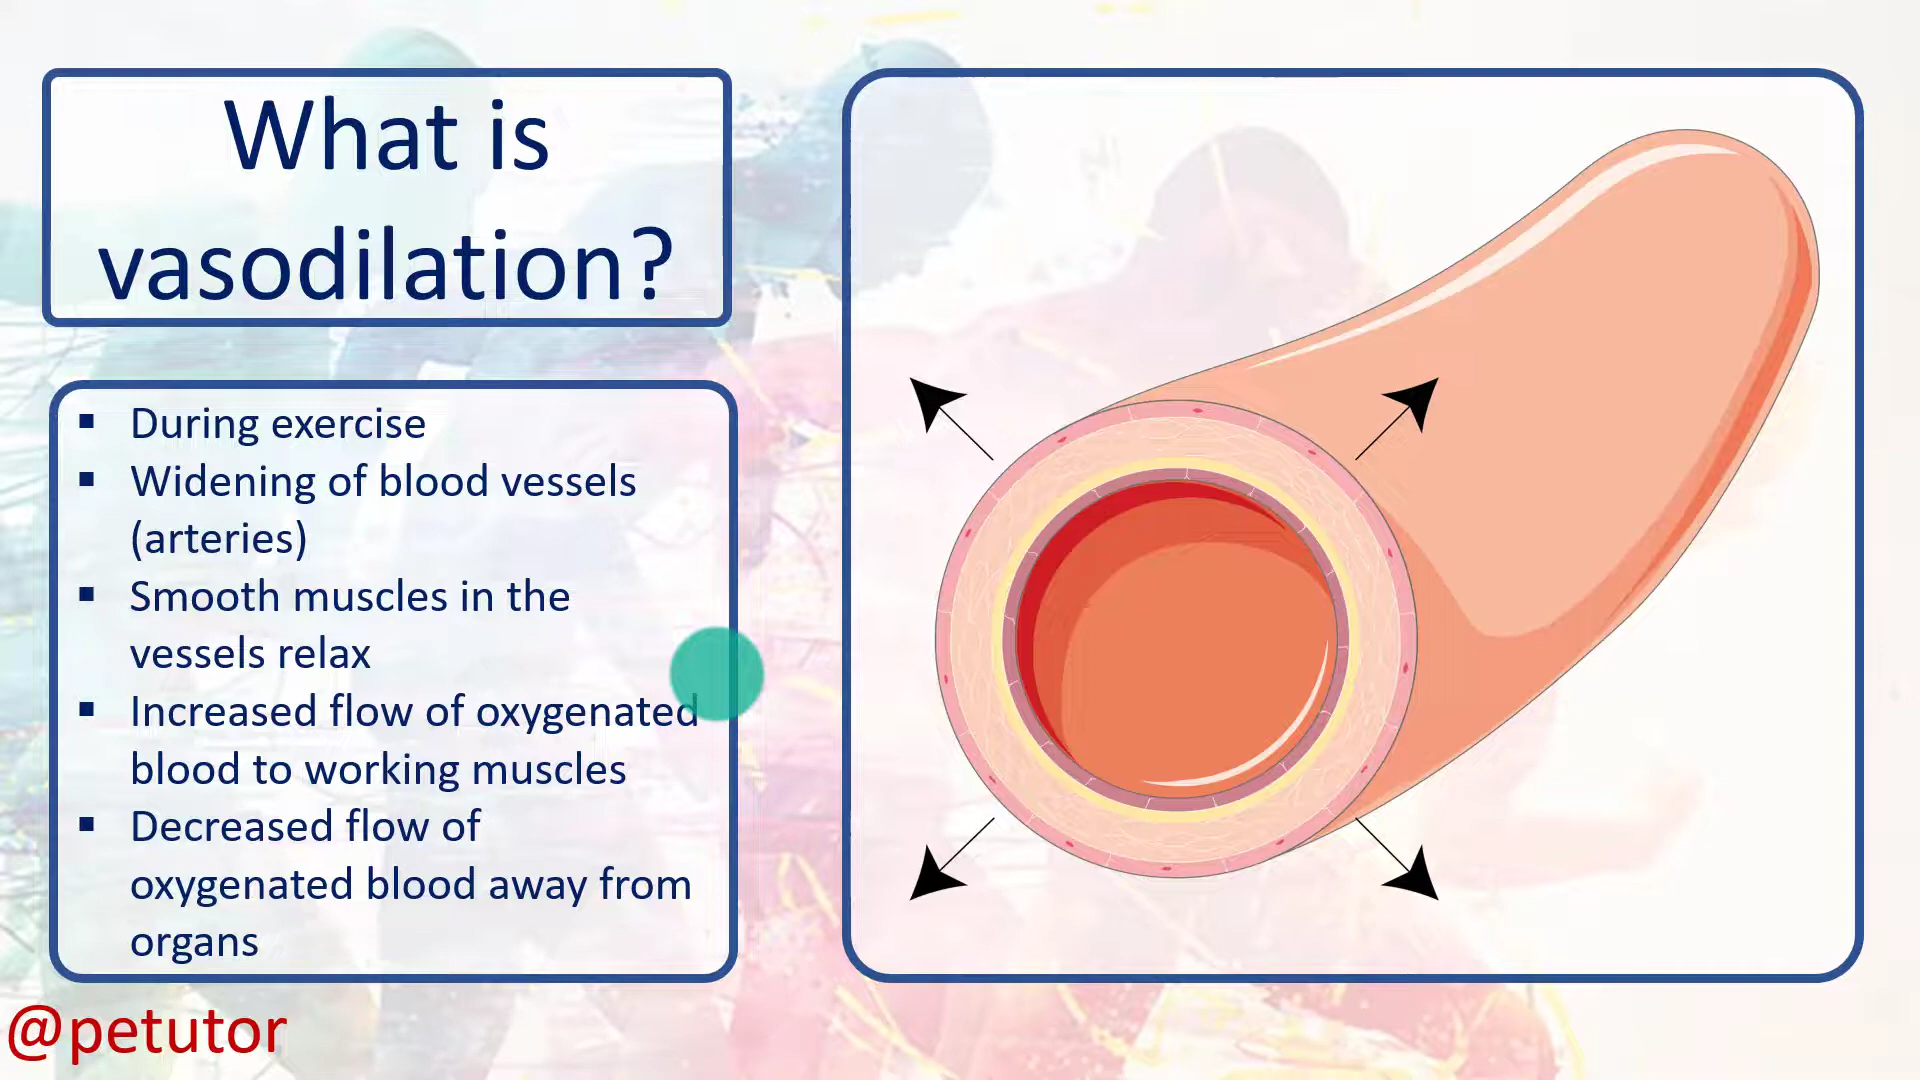 What is
vasodilation?
▪ During exercise
▪ Widening of blood vessels
(arteries)
▪ Smooth muscles in the
vessels relax
▪ Increased flow of oxygenated
blood to working muscles
▪ Decreased flow of
oxygenated blood away from
organs
@petutor